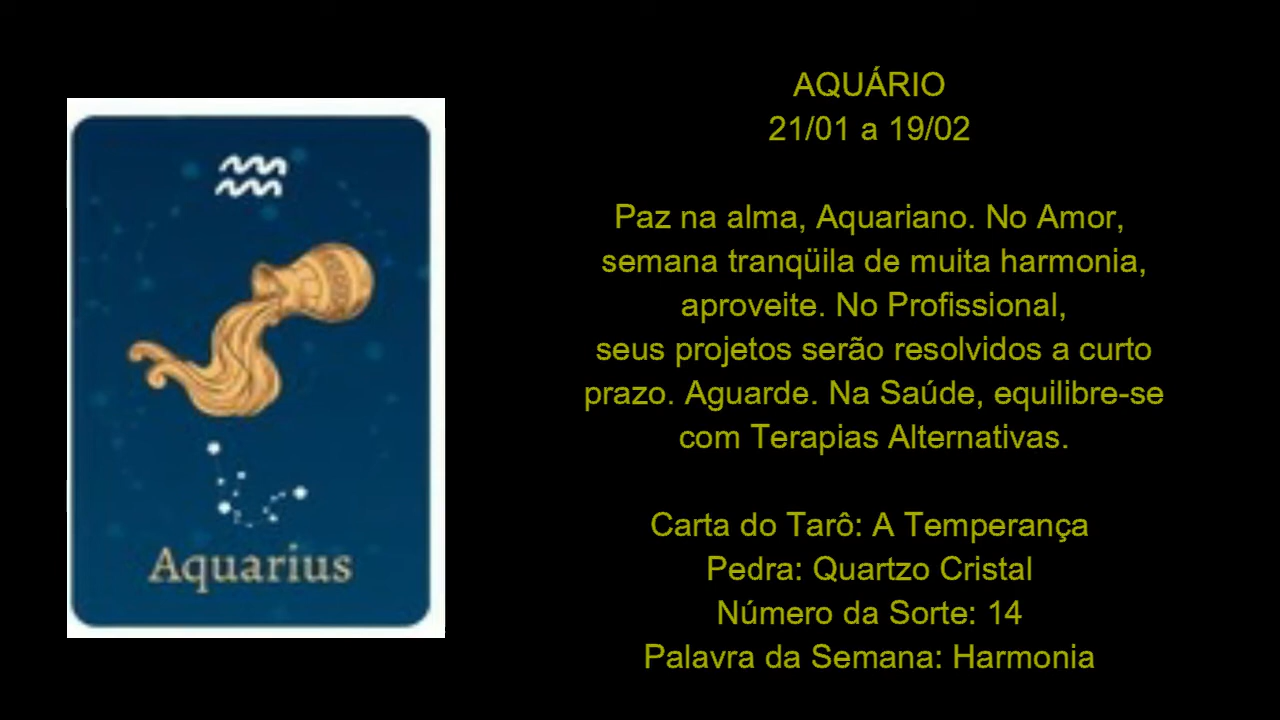 Aquarius
AQUÁRIO
21/01 a 19/02
Paz na alma, Aquariano. No Amor,
semana tranqüila de muita harmonia,
aproveite. No Profissional,
seus projetos serão resolvidos a curto
prazo. Aguarde. Na Saúde, equilibre-se
com Terapias Alternativas.
Carta do Tarô: A Temperança
Pedra: Quartzo Cristal
Número da Sorte: 14
Palavra da Semana: Harmonia